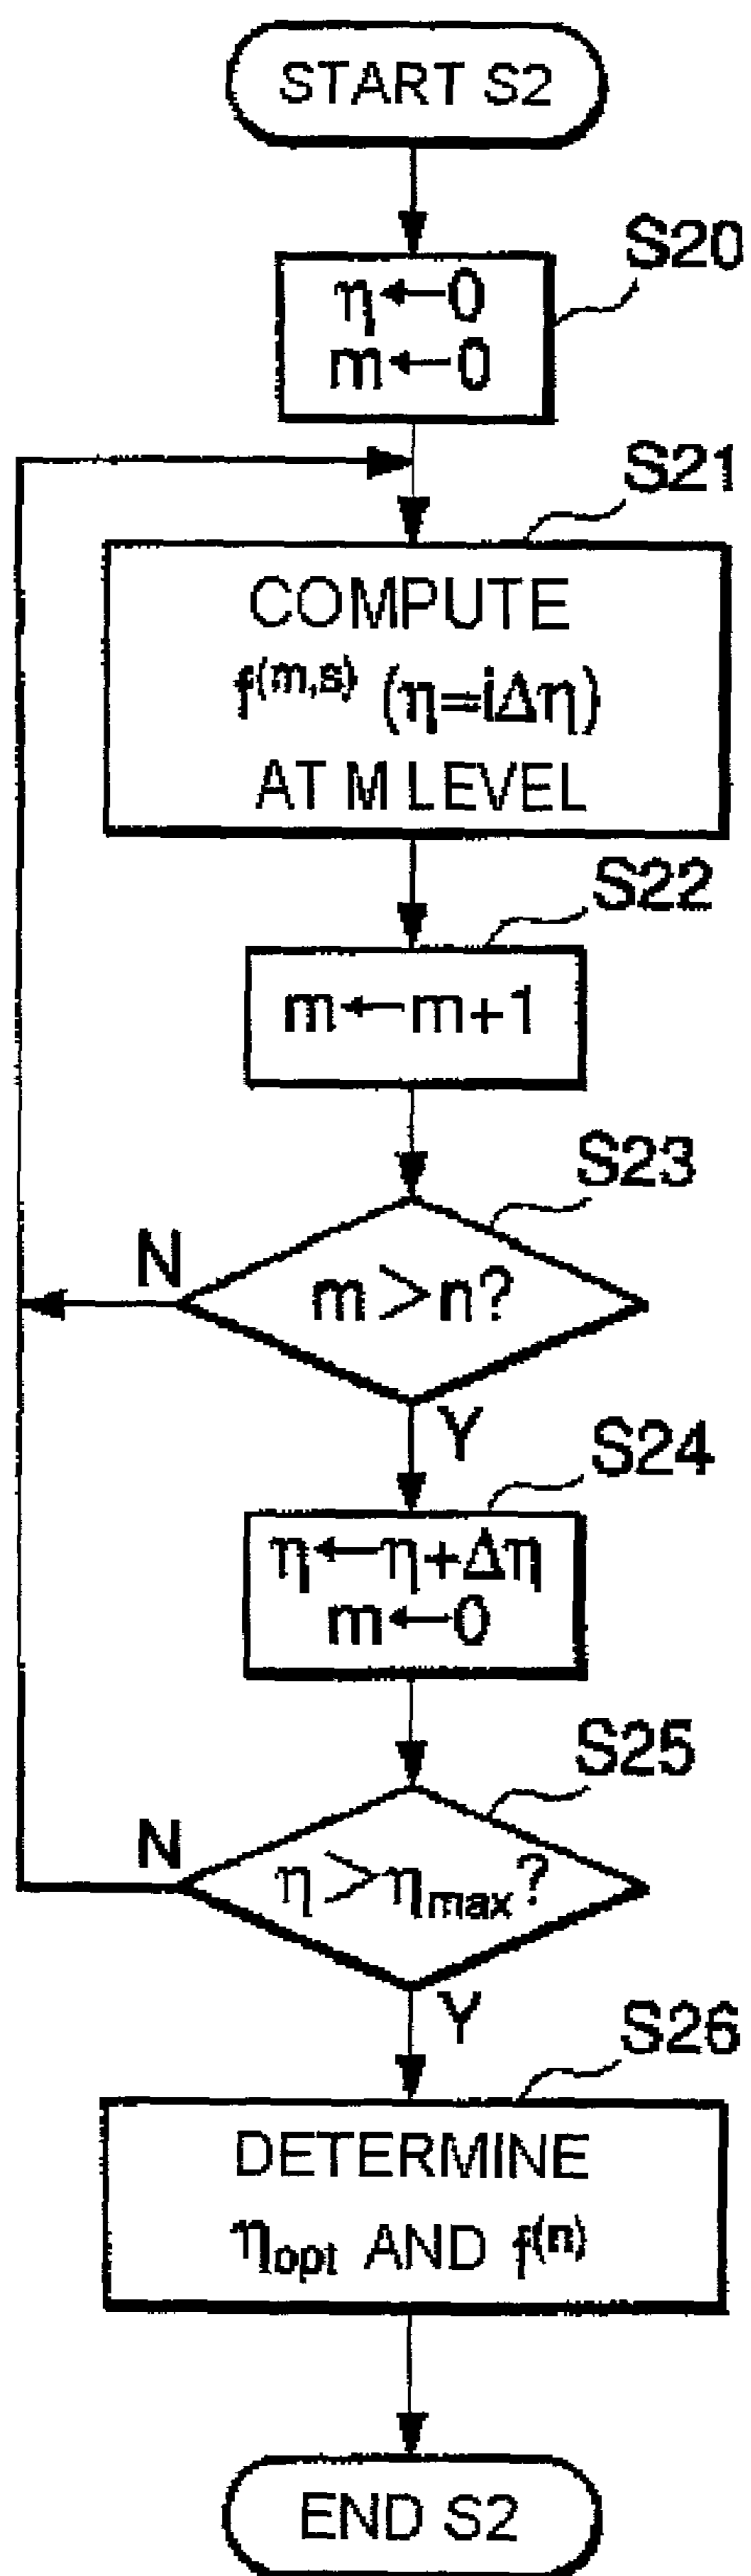 START S2
S20
η←0
m←0
S21
COMPUTE
f(m,s) (η=iΔη)
AT M LEVEL
S22
m←m+1
S23
N
m>n?
Y
S24
η←η+Δη
m←0
S25
N
η>ηmax?
Y
S26
DETERMINE
ηopt AND f(n)
END S2